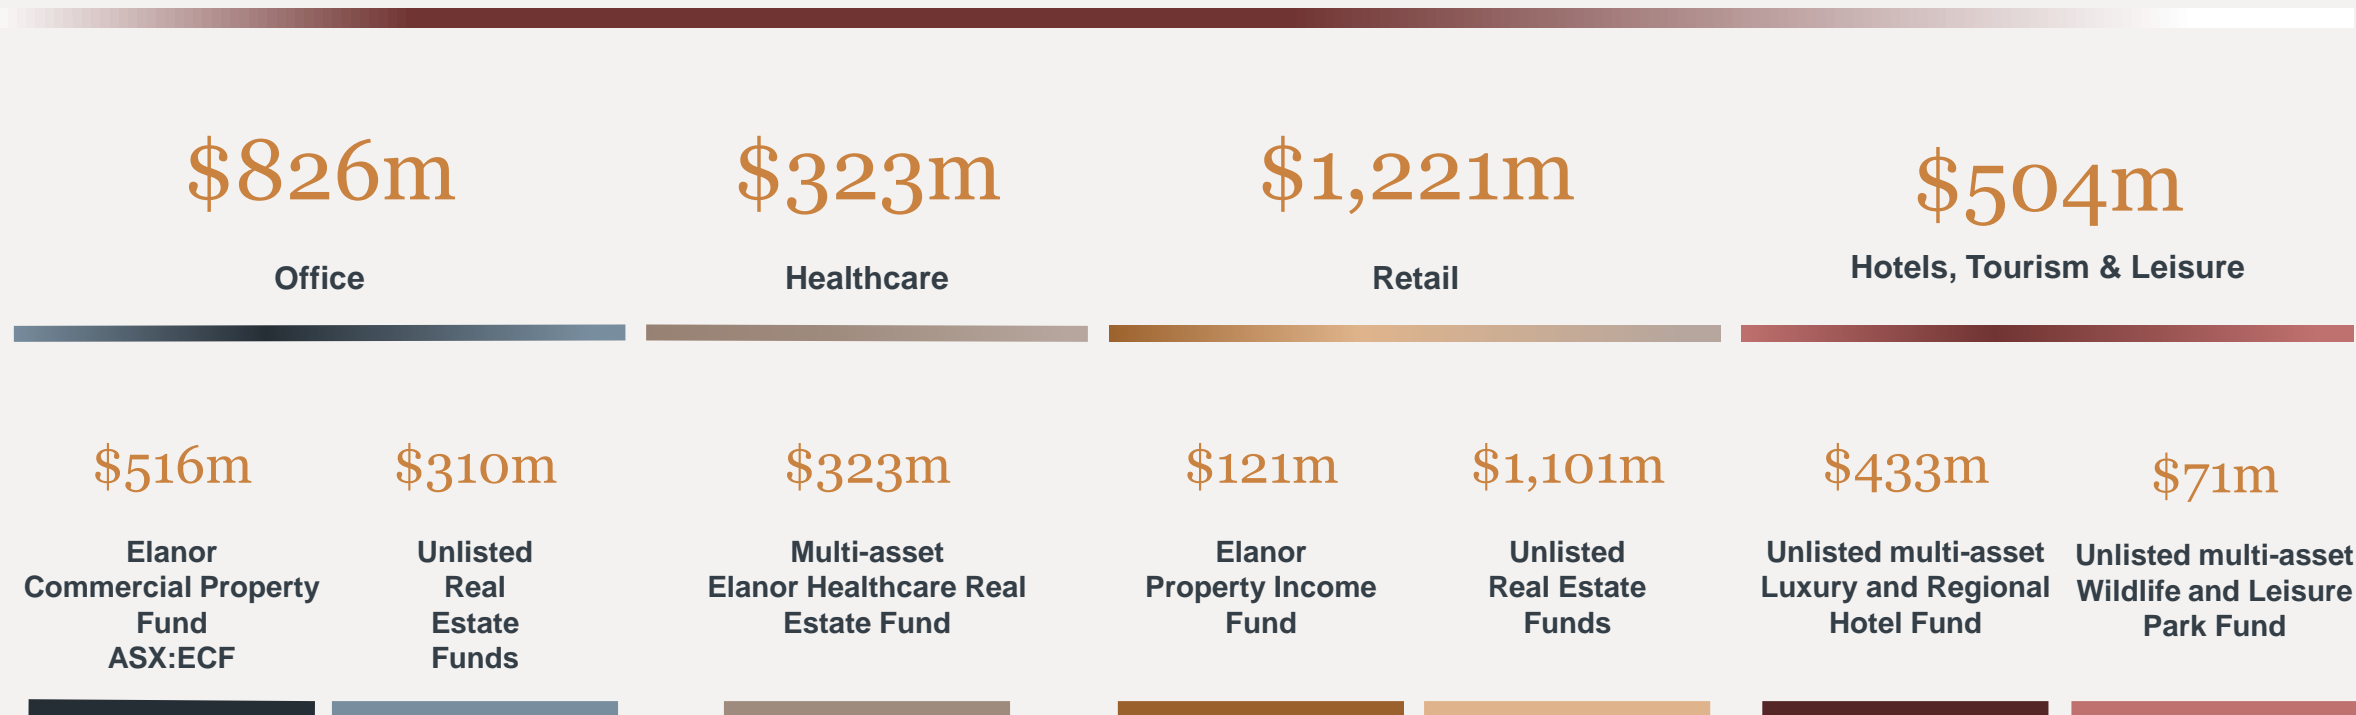 $826m
Office
$323m
Healthcare
$1,221m
Retail
$504m
Hotels, Tourism & Leisure
$516m
Elanor
Commercial Property
Fund
ASX:ECF
$310m
Unlisted
Real
Estate
Funds
$323m
Multi-asset
Elanor Healthcare Real
Estate Fund
$121m
Elanor
Property Income
Fund
$1,101m
Unlisted
Real Estate
Funds
$433m
Unlisted multi-asset
Luxury and Regional
Hotel Fund
$71m
Unlisted multi-asset
Wildlife and Leisure
Park Fund